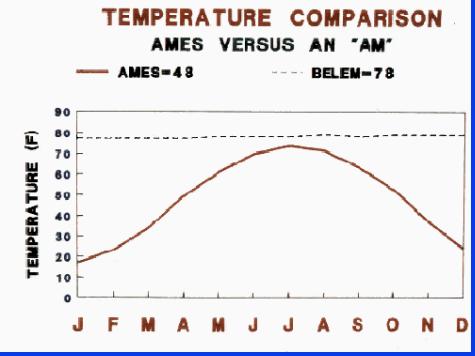 TEMPERATURE COMPARISON
AMES VERSUS AN "AM"
AMES=48 BELEM=78
TEMPERATURE (F)
90
80
70
60
50
40
30
20
10
0
J F M A M J J A S O N D